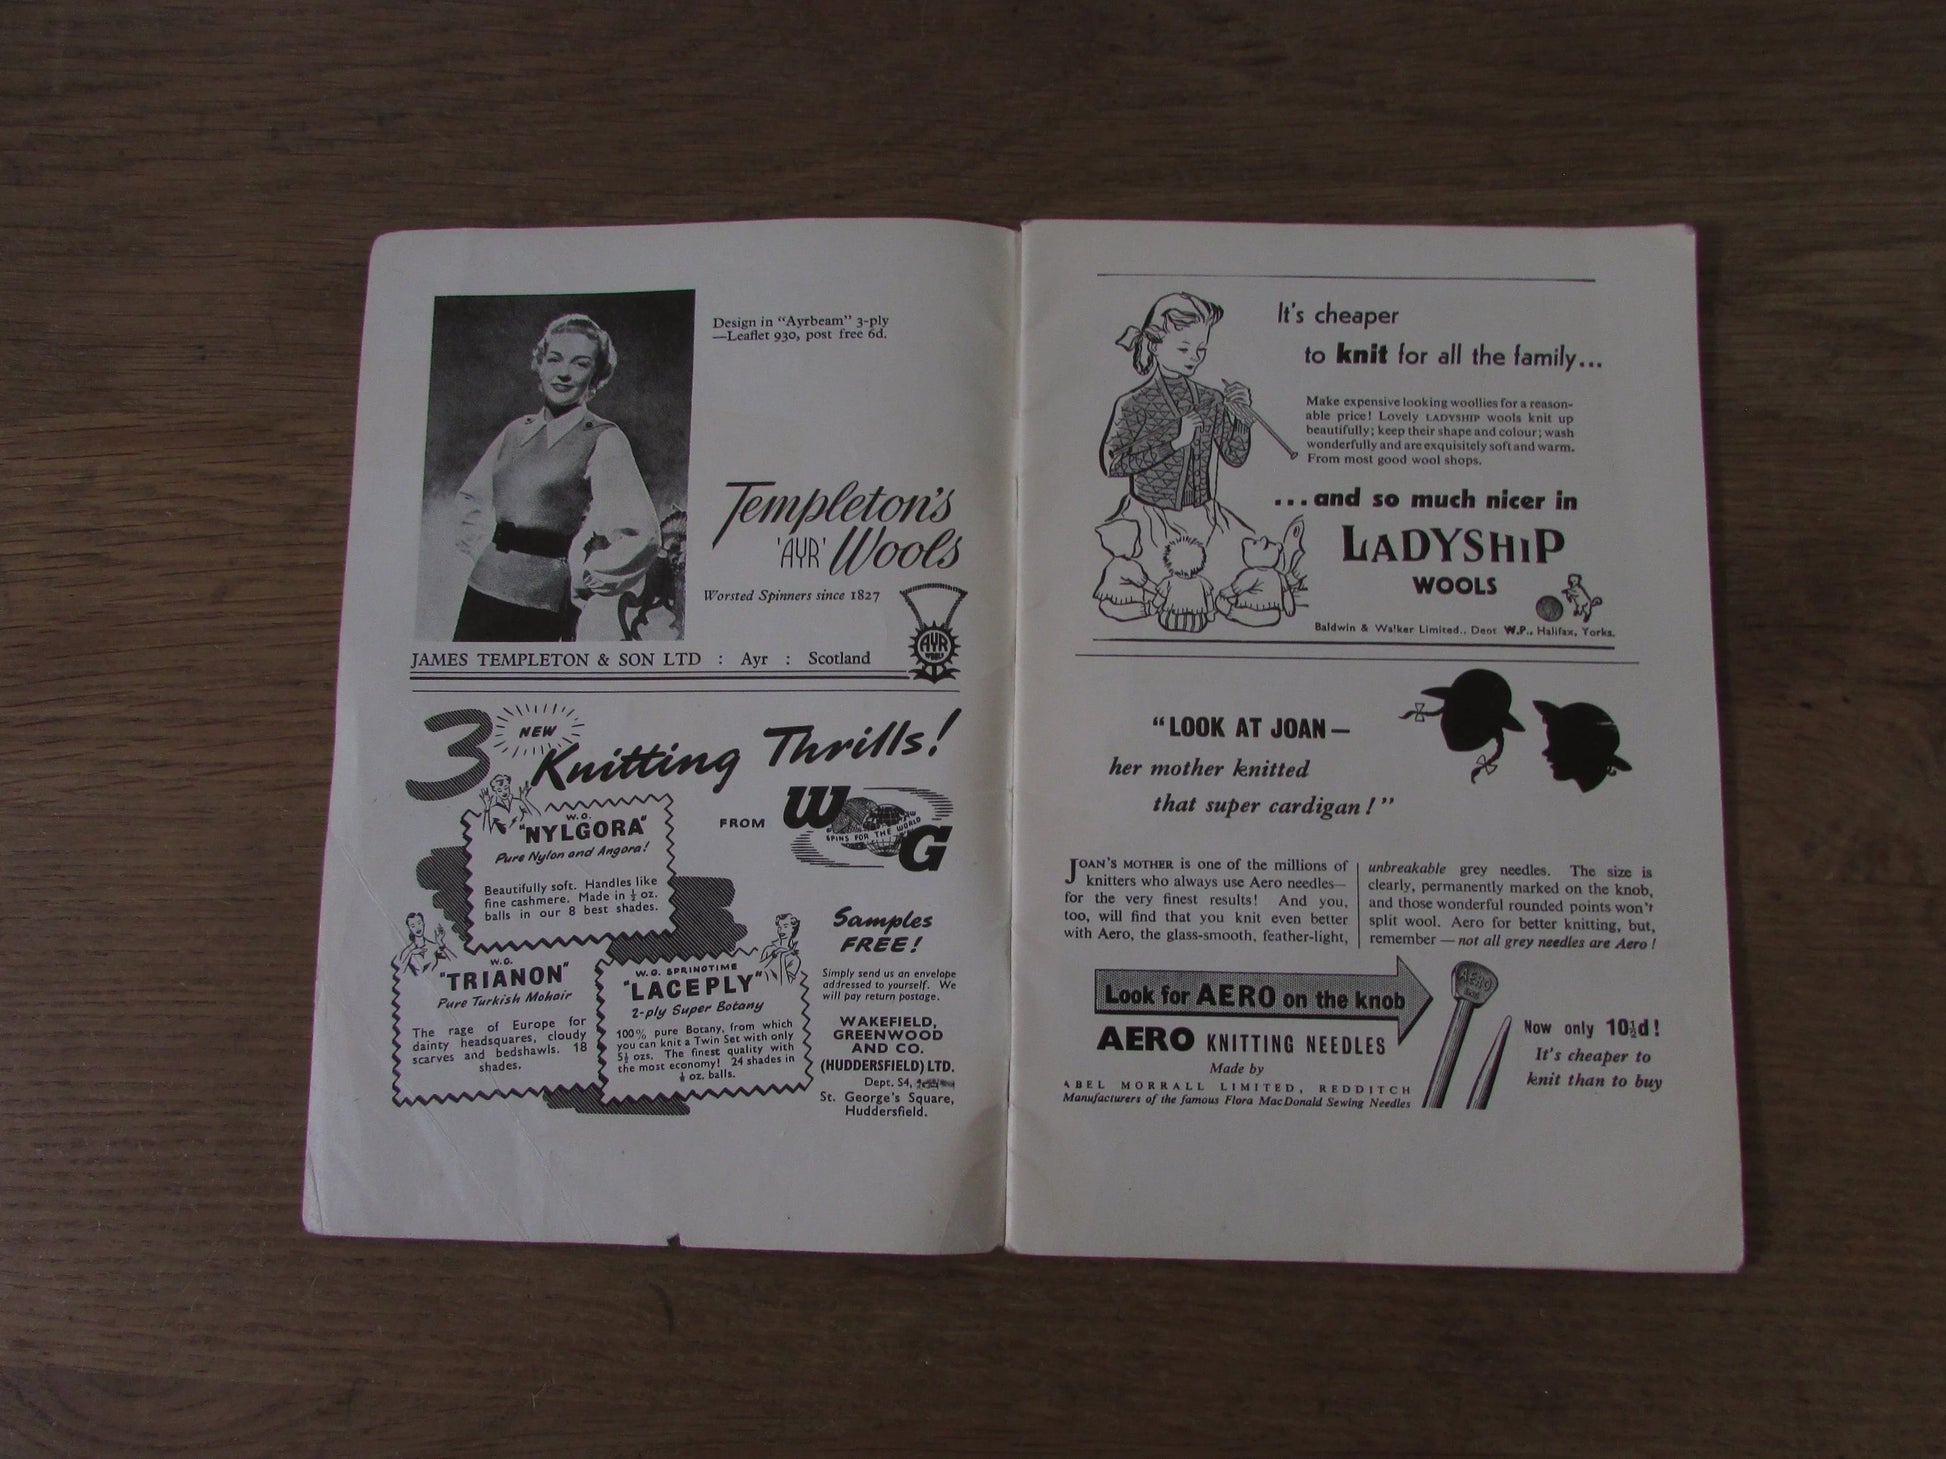 Design in "Ayrbeam" 3-ply
—Leaflet 930, post free 6d.
Templeton's
'AYR' Wools
Worsted Spinners since 1827
AYR
WOOLS
JAMES TEMPLETON & SON LTD : Ayr : Scotland
3 NEW
Knitting Thrills!
W.G.
"NYLGORA"
Pure Nylon and Angora!
Beautifully soft. Handles like
fine cashmere. Made in ½ oz.
balls in our 8 best shades.
FROM
W G
SPINS FOR THE WORLD
W.G.
"TRIANON"
Pure Turkish Mohair
The rage of Europe for
dainty headsquares, cloudy
scarves and bedshawls. 18
shades.
W.G. SPRINGTIME
"LACEPLY"
2-ply Super Botany
100% pure Botany, from which
you can knit a Twin Set with only
5½ ozs. The finest quality with
the most economy! 24 shades in
oz. balls.
Samples
FREE!
Simply send us an envelope
addressed to yourself. We
will pay return postage.
WAKEFIELD,
GREENWOOD
AND CO.
(HUDDERSFIELD) LTD.
Dept. S4,
St. George's Square,
Huddersfield.
It's cheaper
to knit for all the family...
Make expensive looking woollies for a reason-
able price! Lovely LADYSHIP wools knit up
beautifully; keep their shape and colour; wash
wonderfully and are exquisitely soft and warm.
From most good wool shops.
...and so much nicer in
LADYSHIP
WOOLS
Baldwin & Walker Limited., Dept W.P., Halifax, Yorks.
"LOOK AT JOAN—
her mother knitted
that super cardigan!"
JOAN'S MOTHER is one of the millions of
knitters who always use Aero needles—
for the very finest results! And you,
too, will find that you knit even better
with Aero, the glass-smooth, feather-light,
unbreakable grey needles. The size is
clearly, permanently marked on the knob,
and those wonderful rounded points won't
split wool. Aero for better knitting, but,
remember — not all grey needles are Aero!
Look for AERO on the knob
AERO KNITTING NEEDLES
Made by
ABEL MORRALL LIMITED, REDDITCH
Manufacturers of the famous Flora MacDonald Sewing Needles
AERO
Now only 10½d!
It's cheaper to
knit than to buy